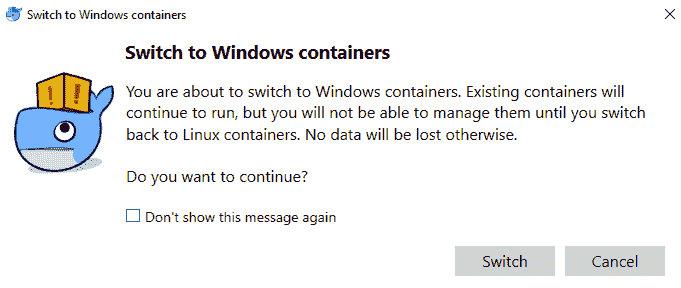 Switch to Windows containers
Switch to Windows containers
You are about to switch to Windows containers. Existing containers will
continue to run, but you will not be able to manage them until you switch
back to Linux containers. No data will be lost otherwise.
Do you want to continue?
Don't show this message again
Switch
Cancel